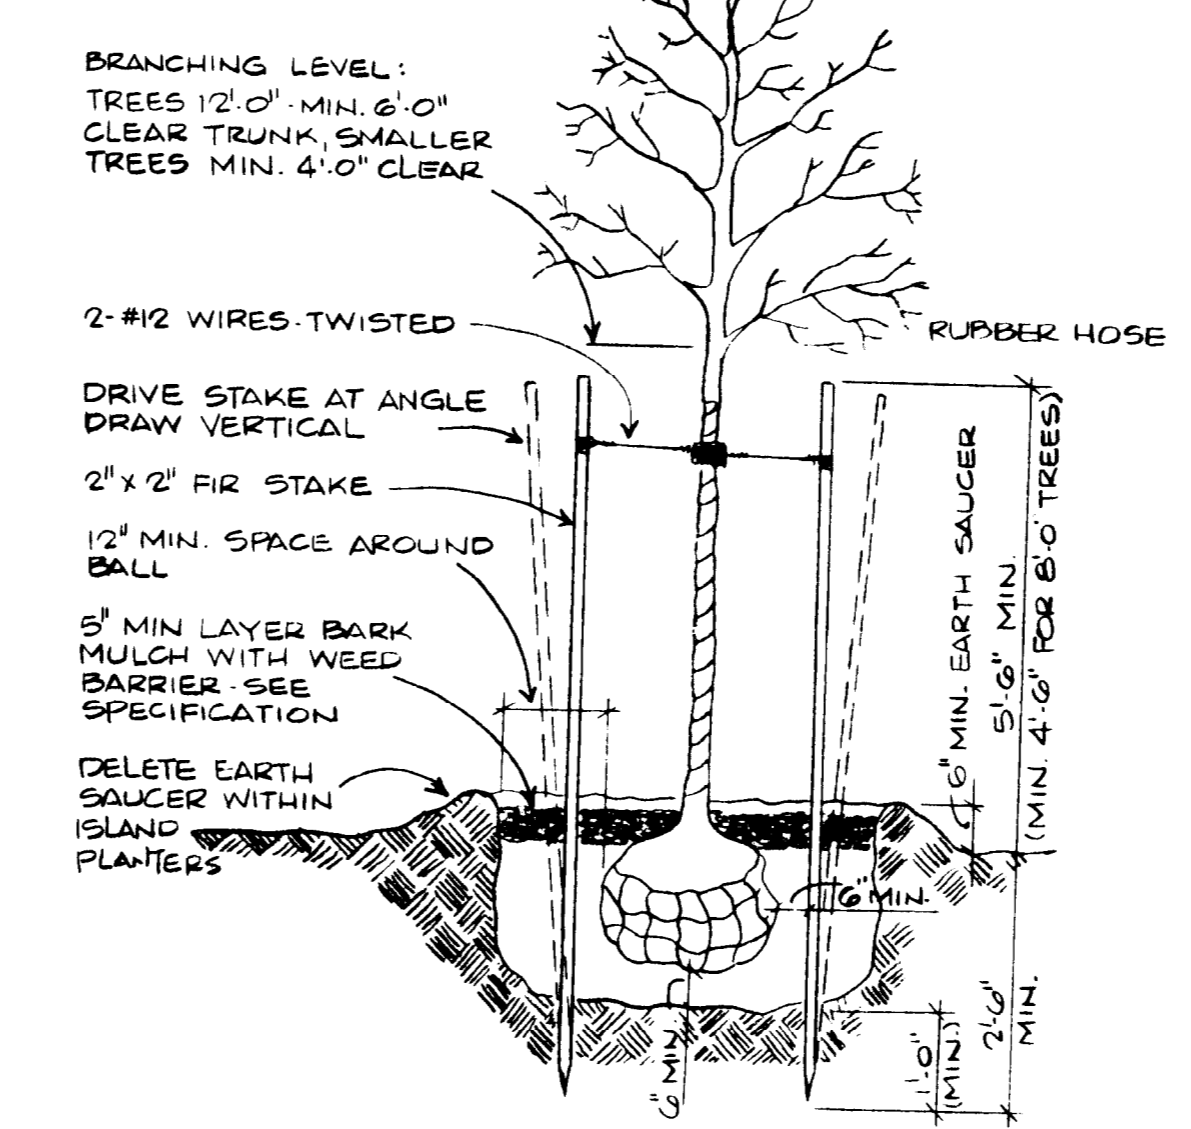 BRANCHING LEVEL:
TREES 12'-0" - MIN. 6'-0"
CLEAR TRUNK, SMALLER
TREES MIN. 4'-0" CLEAR
2-#12 WIRES-TWISTED
RUBBER HOSE
DRIVE STAKE AT ANGLE
DRAW VERTICAL
2" X 2" FIR STAKE
12" MIN. SPACE AROUND
BALL
5" MIN LAYER BARK
MULCH WITH WEED
BARRIER - SEE
SPECIFICATION
DELETE EARTH
SAUCER WITHIN
ISLAND
PLANTERS
6" MIN. EARTH SAUCER
5'-6" MIN.
(MIN. 4'-6" FOR 8'-0' TREES)
6" MIN.
6" MIN
1'-0"
(MIN.)
2'-6"
MIN.